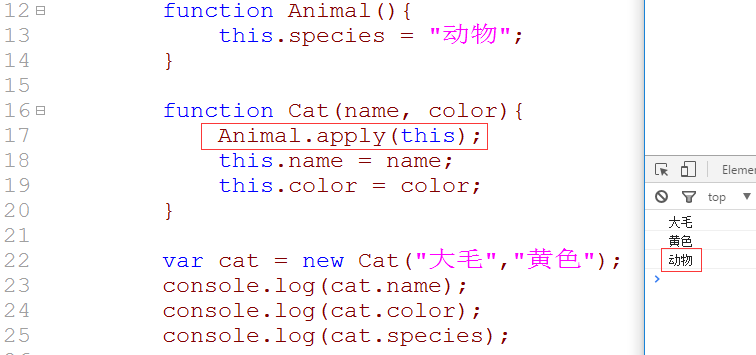 12 function Animal(){
13 this.species = "动物";
14 }
15
16 function Cat(name, color){
17 Animal.apply(this);
18 this.name = name;
19 this.color = color;
20 }
21
22 var cat = new Cat("大毛","黄色");
23 console.log(cat.name);
24 console.log(cat.color);
25 console.log(cat.species);
Elemen
top
大毛
黄色
动物